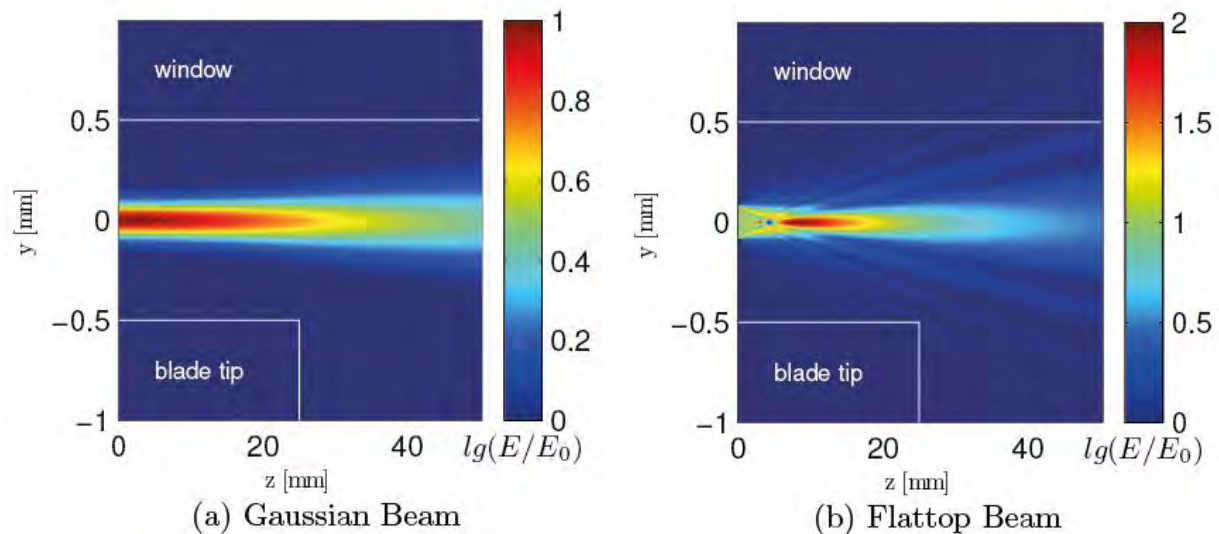 1
2
window
window
0.8
1.5
0.5
0.5
0.6
y [mm]
0
y [mm]
0
1
0.4
−0.5
−0.5
0.5
0.2
blade tip
blade tip
−1
0
−1
0
0
20
40
lg(E/E₀)
0
20
40
lg(E/E₀)
z [mm]
z [mm]
(a) Gaussian Beam
(b) Flattop Beam